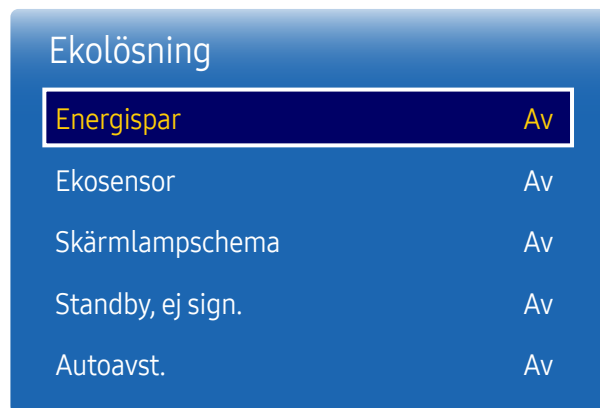 Ekolösning
Energispar Av
Ekosensor Av
Skärmlampschema Av
Standby, ej sign. Av
Autoavst. Av